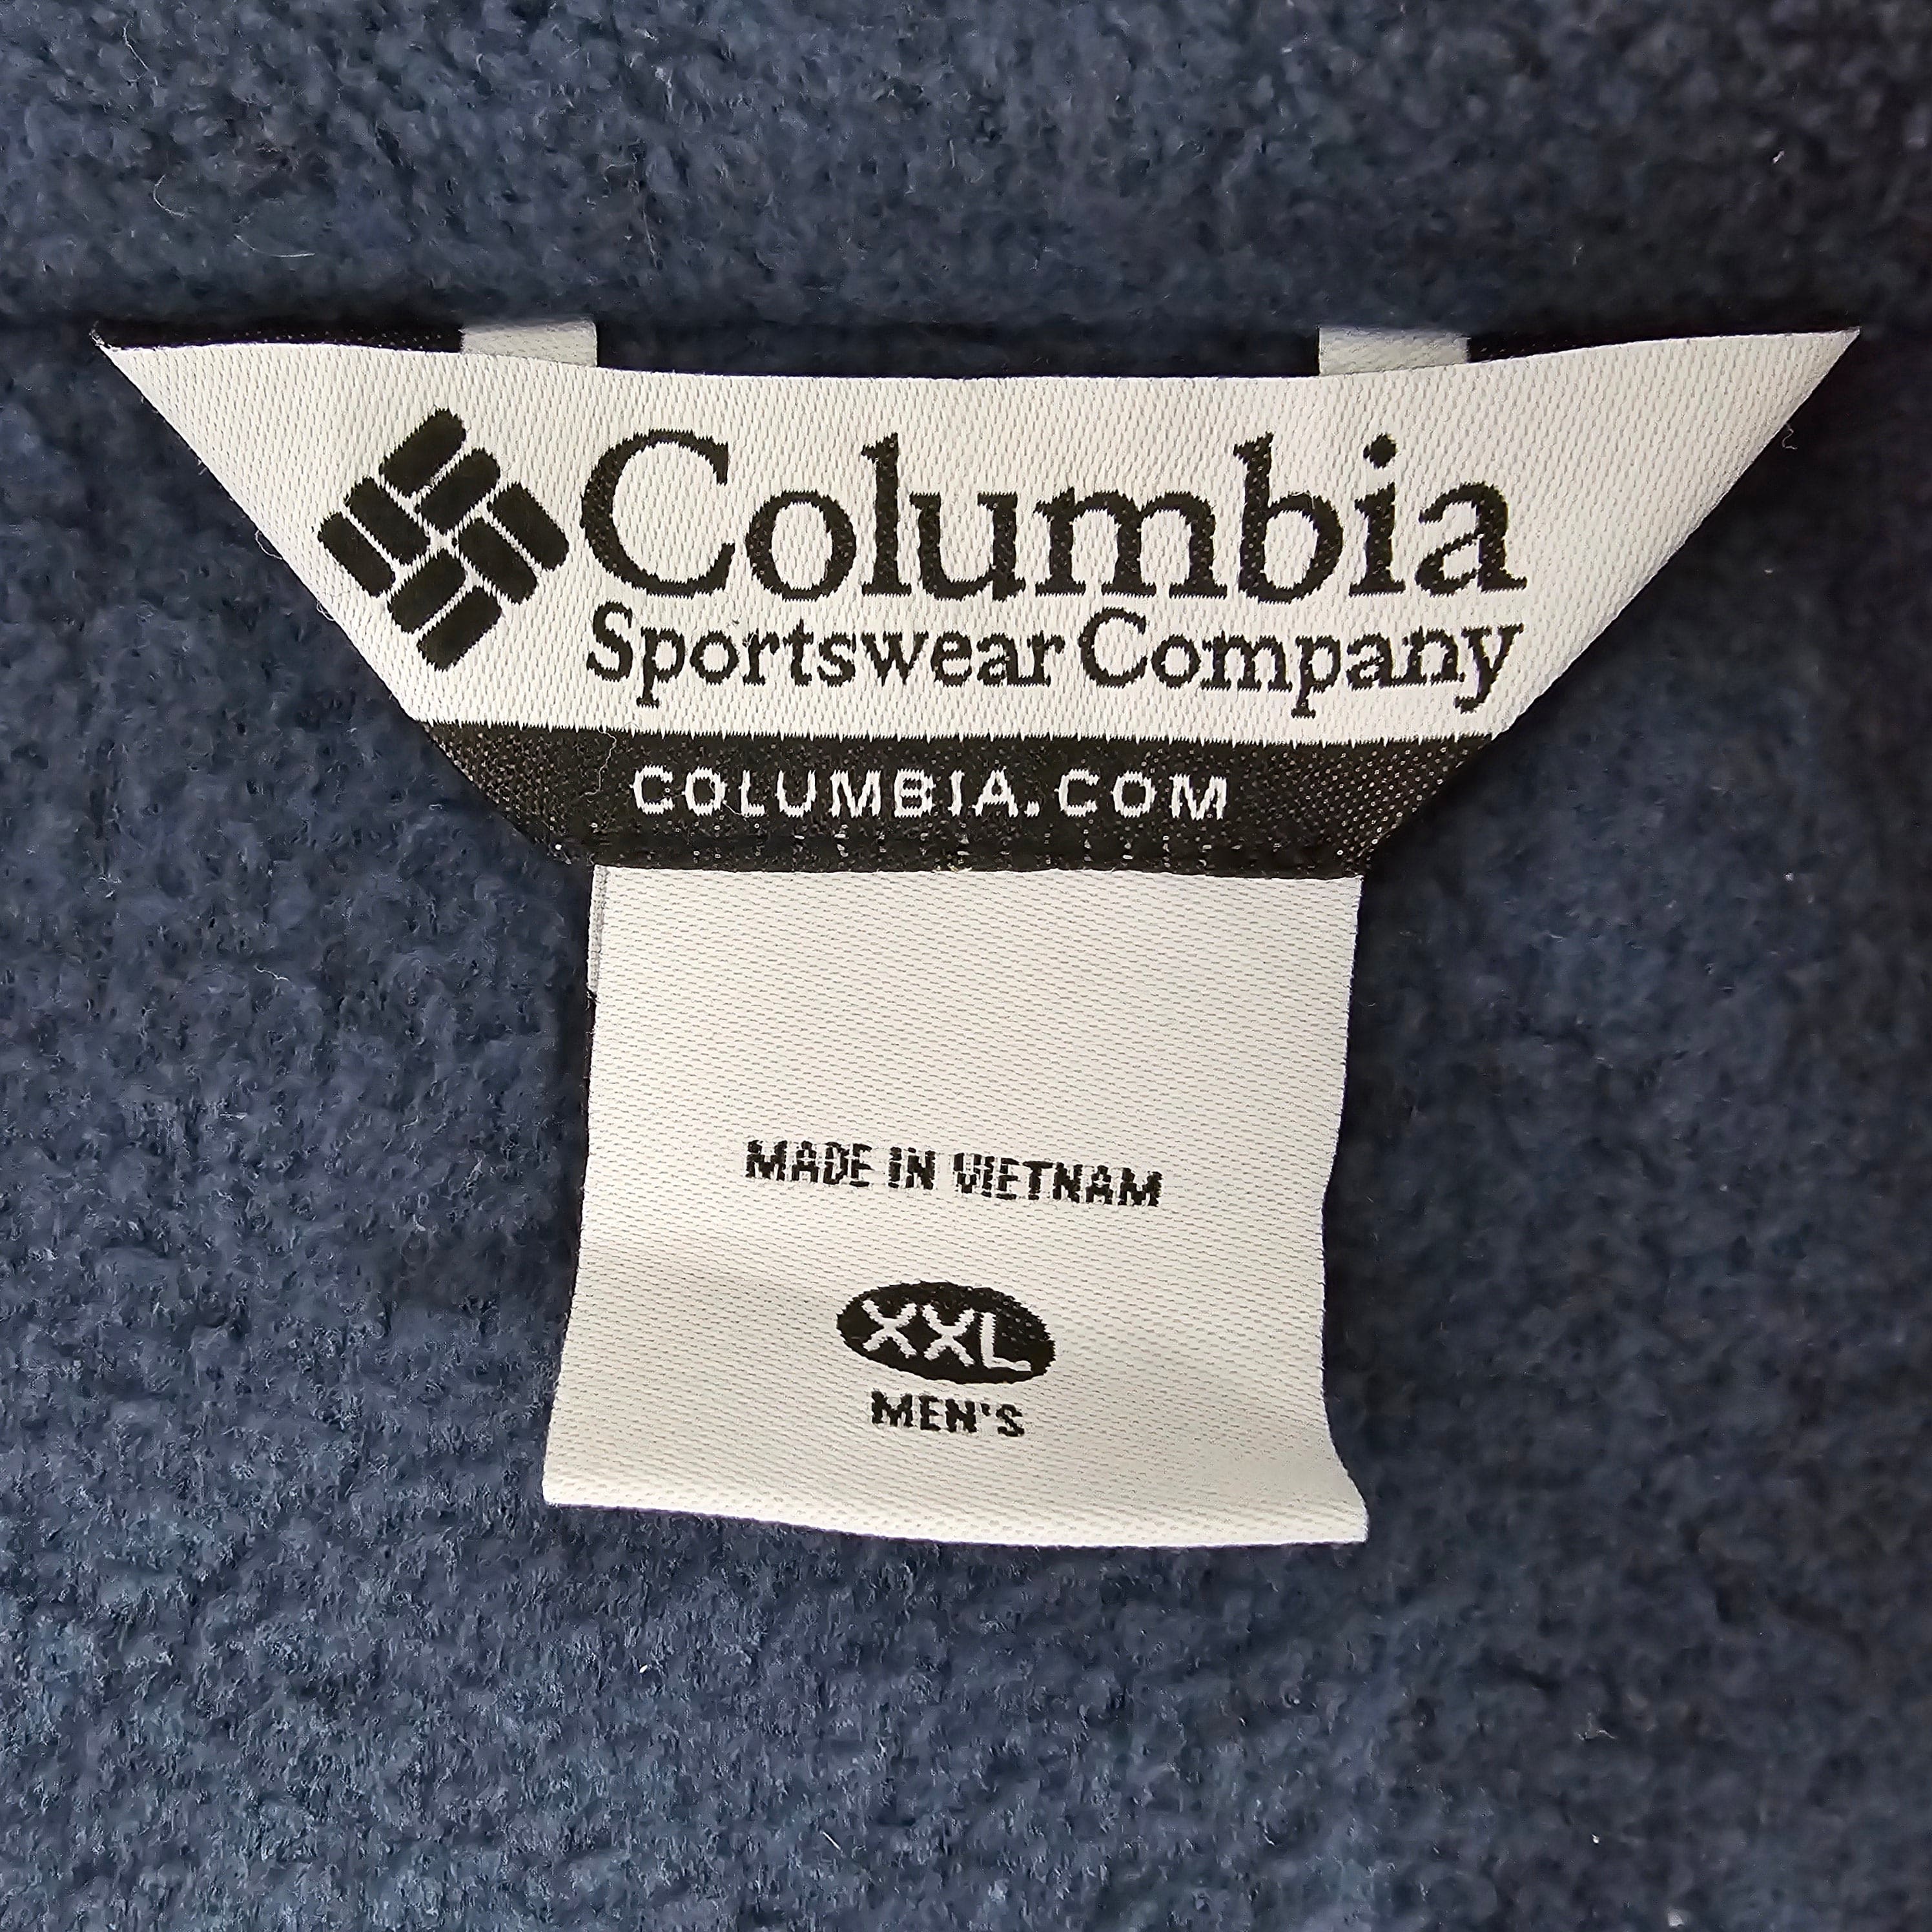 Columbia
Sportswear Company
COLUMBIA.COM
MADE IN VIETNAM
XXL
MEN'S